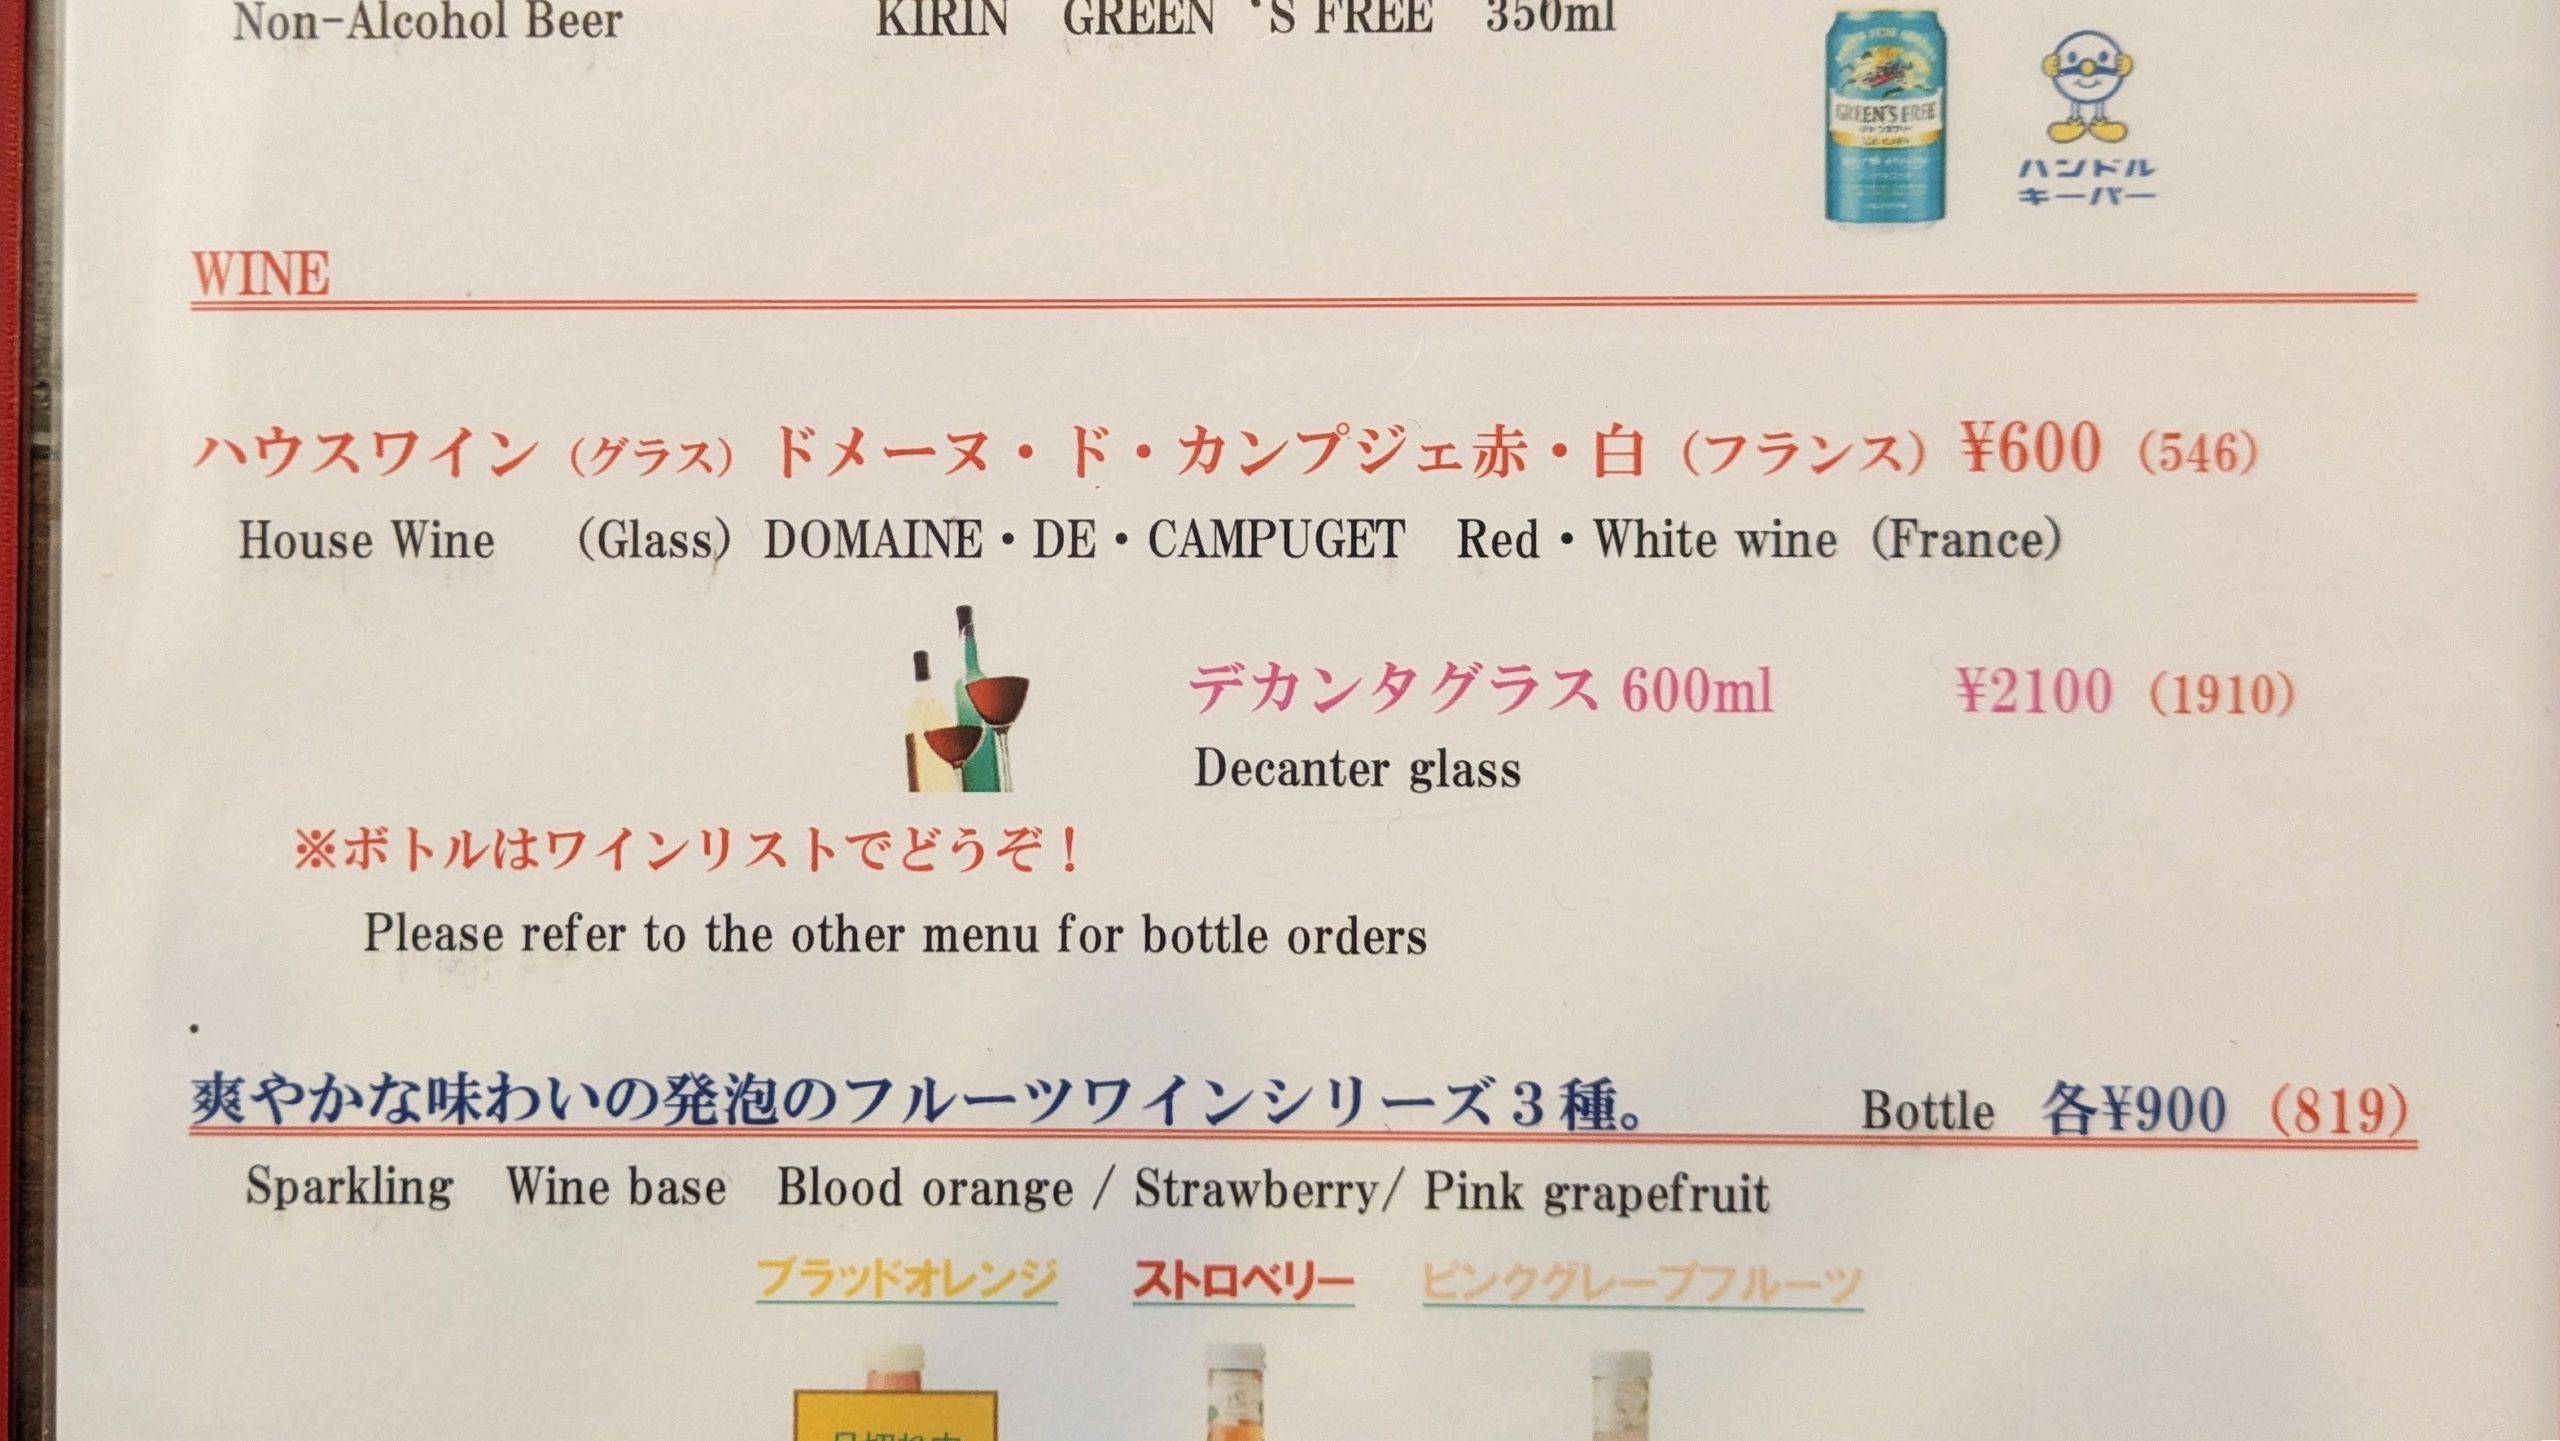 Non-Alcohol Beer KIRIN GREEN 'S FREE 350ml
GREEN'S FREE
ハンドル
キーパー
WINE
ハウスワイン（グラス）ドメーヌ・ド・カンプジェ赤・白（フランス）¥600（546）
House Wine （Glass）DOMAINE・DE・CAMPUGET Red・White wine（France）
デカンタグラス 600ml ¥2100（1910）
Decanter glass
※ボトルはワインリストでどうぞ！
Please refer to the other menu for bottle orders
爽やかな味わいの発泡のフルーツワインシリーズ３種。 Bottle 各¥900（819）
Sparkling Wine base Blood orange / Strawberry/ Pink grapefruit
ブラッドオレンジ ストロベリー ピンクグレープフルーツ